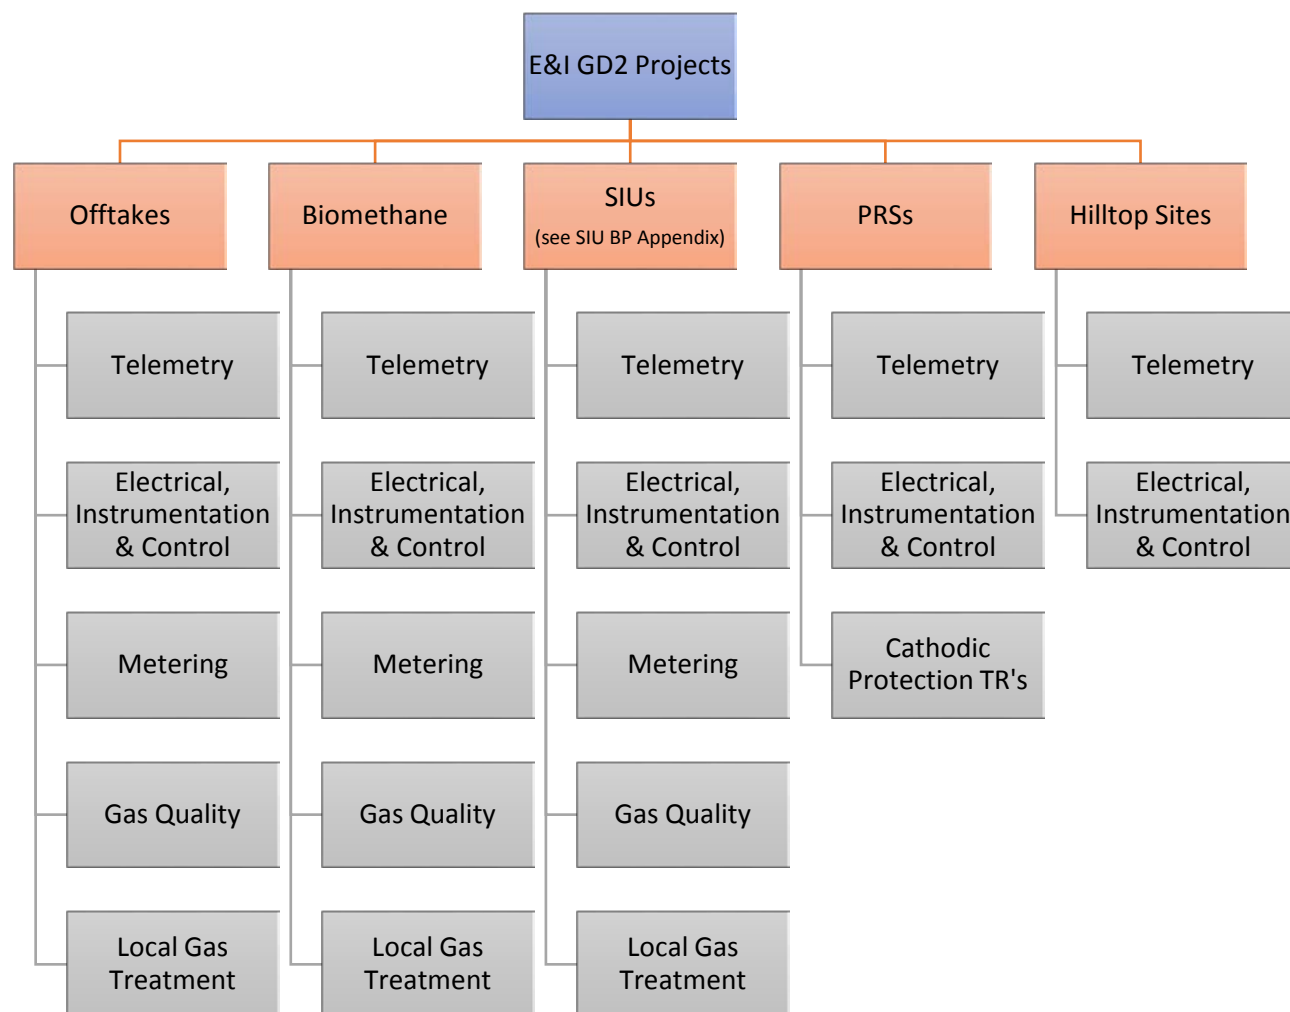 E&I GD2 Projects
Offtakes
Telemetry
Electrical,
Instrumentation
& Control
Metering
Gas Quality
Local Gas
Treatment
Biomethane
Telemetry
Electrical,
Instrumentation
& Control
Metering
Gas Quality
Local Gas
Treatment
SIUs
(see SIU BP Appendix)
Telemetry
Electrical,
Instrumentation
& Control
Metering
Gas Quality
Local Gas
Treatment
PRSs
Telemetry
Electrical,
Instrumentation
& Control
Cathodic
Protection TR's
Hilltop Sites
Telemetry
Electrical,
Instrumentation
& Control